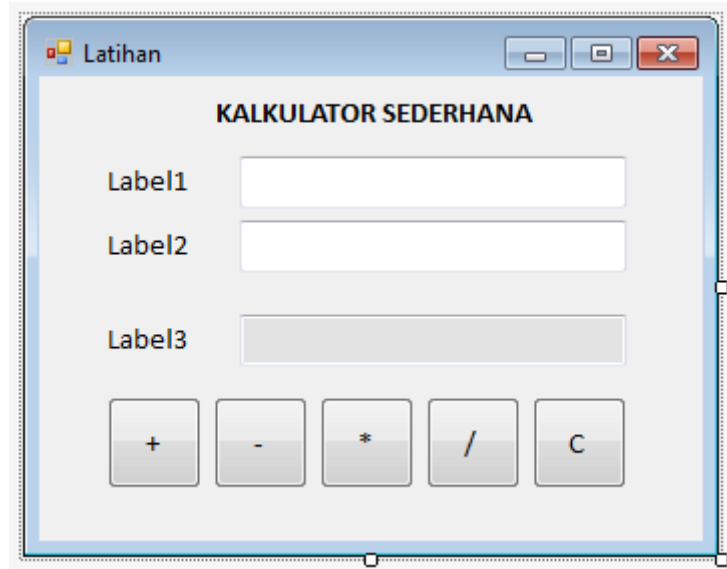 Latihan
KALKULATOR SEDERHANA
Label1
Label2
Label3
+ - * / C